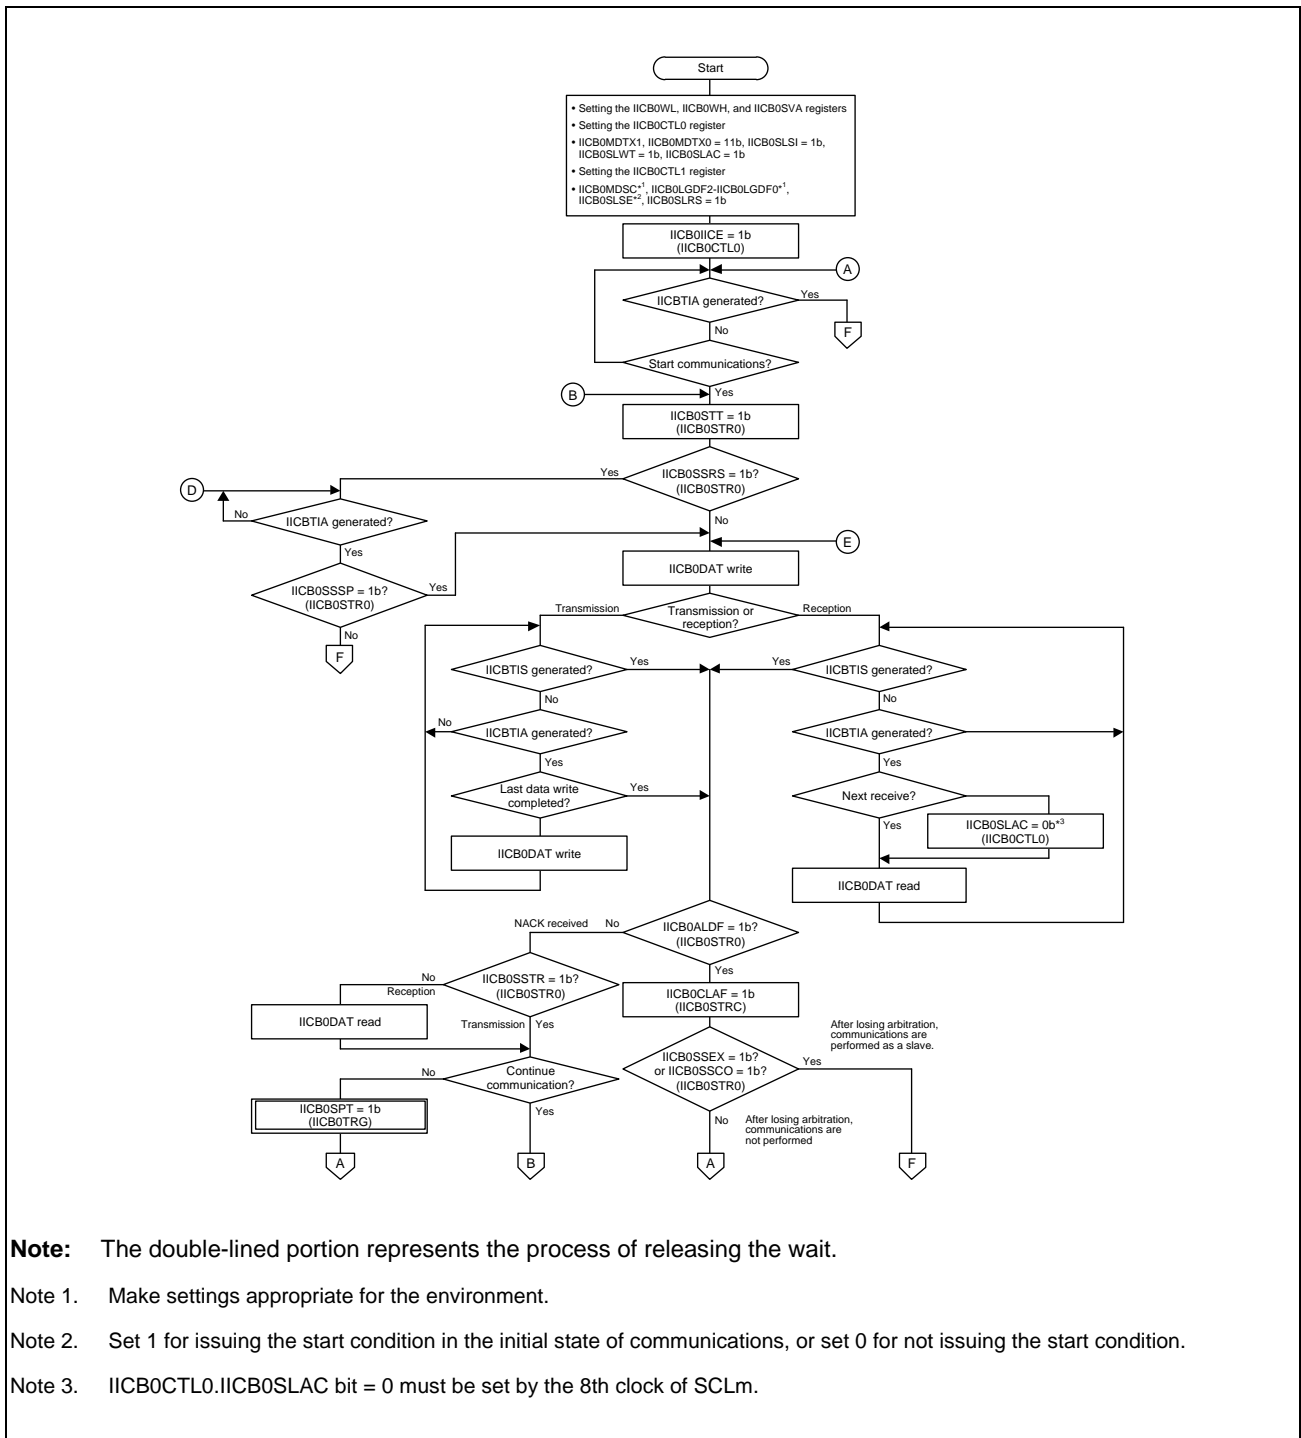 Start
• Setting the IICB0WL, IICB0WH, and IICB0SVA registers
• Setting the IICB0CTL0 register
• IICB0MDTX1, IICB0MDTX0 = 11b, IICB0SLSI = 1b,
IICB0SLWT = 1b, IICB0SLAC = 1b
• Setting the IICB0CTL1 register
• IICB0MDSC*1, IICB0LGDF2-IICB0LGDF0*1,
IICB0SLSE*2, IICB0SLRS = 1b
IICB0IICE = 1b
(IICB0CTL0)
A
IICBTIA generated?
Yes
F
No
Start communications?
Yes
B
IICB0STT = 1b
(IICB0STR0)
IICB0SSRS = 1b?
(IICB0STR0)
Yes
No
D
IICBTIA generated?
No
Yes
IICB0SSSP = 1b?
(IICB0STR0)
Yes
No
F
E
IICB0DAT write
Transmission or
reception?
Transmission
Reception
IICBTIS generated?
Yes
No
IICBTIA generated?
No
Yes
Last data write
completed?
Yes
IICB0DAT write
Yes
IICBTIS generated?
No
IICBTIA generated?
Yes
Next receive?
Yes
IICB0SLAC = 0b*3
(IICB0CTL0)
IICB0DAT read
IICB0ALDF = 1b?
(IICB0STR0)
NACK received No
Yes
IICB0SSTR = 1b?
(IICB0STR0)
No
Reception
IICB0DAT read
Transmission Yes
Continue
communication?
No
Yes
IICB0SPT = 1b
(IICB0TRG)
A
B
IICB0CLAF = 1b
(IICB0STRC)
IICB0SSEX = 1b?
or IICB0SSCO = 1b?
(IICB0STR0)
After losing arbitration,
communications are
performed as a slave.
Yes
No
After losing arbitration,
communications are
not performed
A
F
Note: The double-lined portion represents the process of releasing the wait.
Note 1. Make settings appropriate for the environment.
Note 2. Set 1 for issuing the start condition in the initial state of communications, or set 0 for not issuing the start condition.
Note 3. IICB0CTL0.IICB0SLAC bit = 0 must be set by the 8th clock of SCLm.